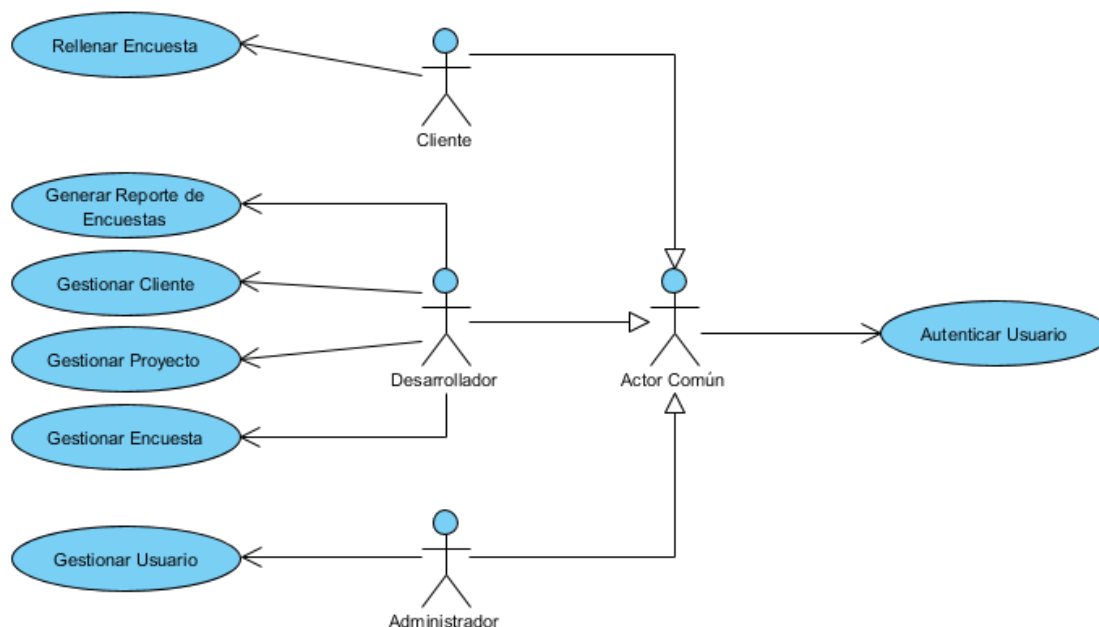 Rellenar Encuesta
Cliente
Generar Reporte de
Encuestas
Gestionar Cliente
Gestionar Proyecto
Gestionar Encuesta
Desarrollador
Actor Común
Autenticar Usuario
Gestionar Usuario
Administrador